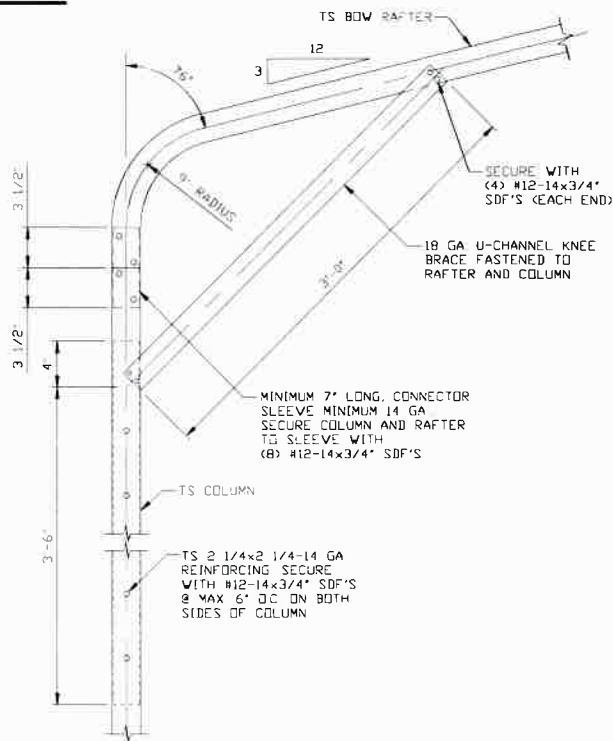 TS BOW RAFTER
12
3
76°
9" RADIUS
3 1/2"
3 1/2"
4"
3'-6"
3'-0"
SECURE WITH
(4) #12-14x3/4"
SDF'S (EACH END)
18 GA U-CHANNEL KNEE
BRACE FASTENED TO
RAFTER AND COLUMN
MINIMUM 7" LONG, CONNECTOR
SLEEVE MINIMUM 14 GA
SECURE COLUMN AND RAFTER
TO SLEEVE WITH
(8) #12-14x3/4" SDF'S
TS COLUMN
TS 2 1/4x2 1/4-14 GA
REINFORCING SECURE
WITH #12-14x3/4" SDF'S
@ MAX 6" OC ON BOTH
SIDES OF COLUMN